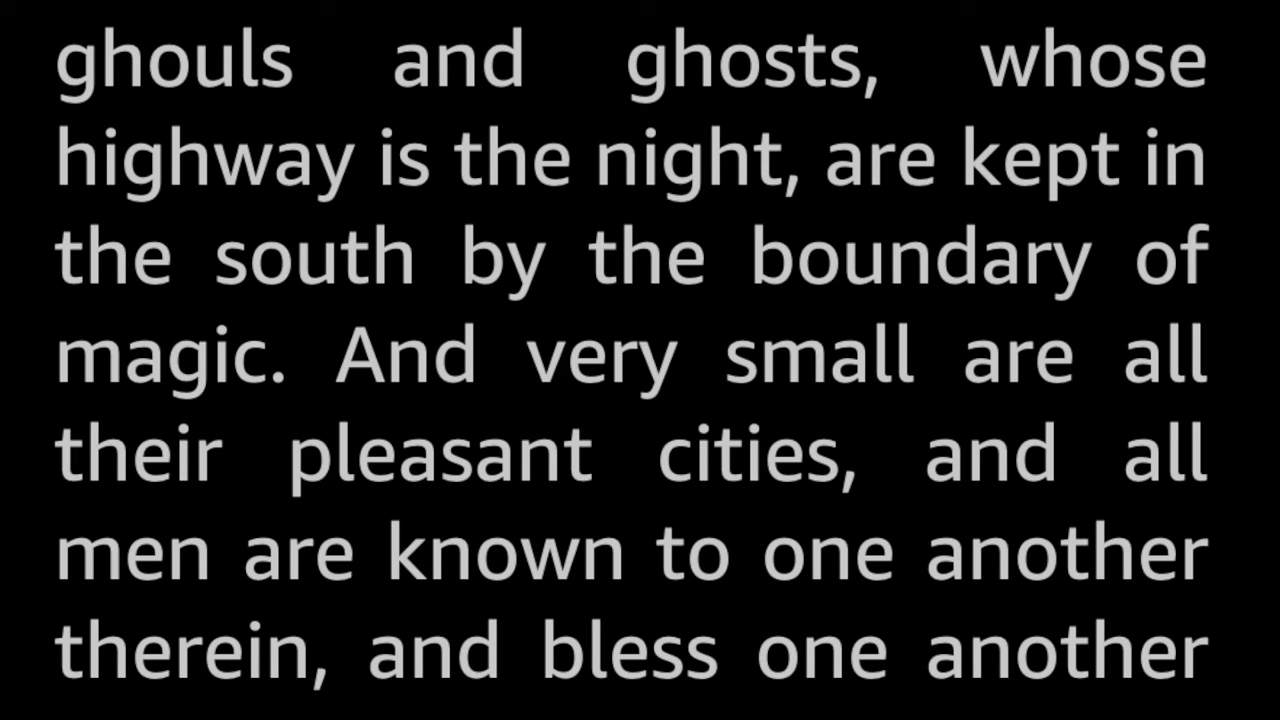 ghouls and ghosts, whose
highway is the night, are kept in
the south by the boundary of
magic. And very small are all
their pleasant cities, and all
men are known to one another
therein, and bless one another